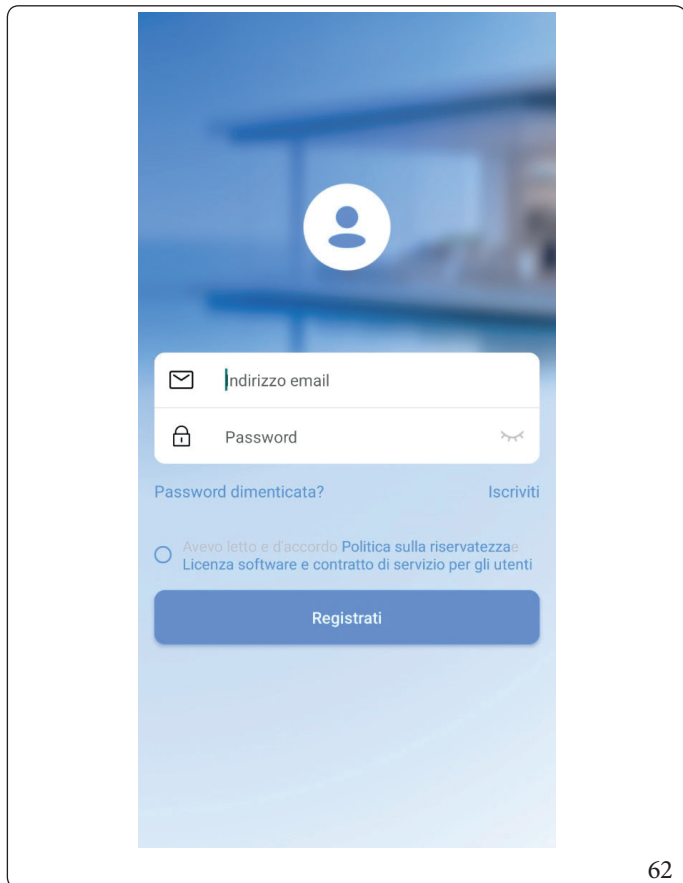 Indirizzo email
Password
Password dimenticata? Iscriviti
Avevo letto e d'accordo Politica sulla riservatezzae
Licenza software e contratto di servizio per gli utenti
Registrati
62